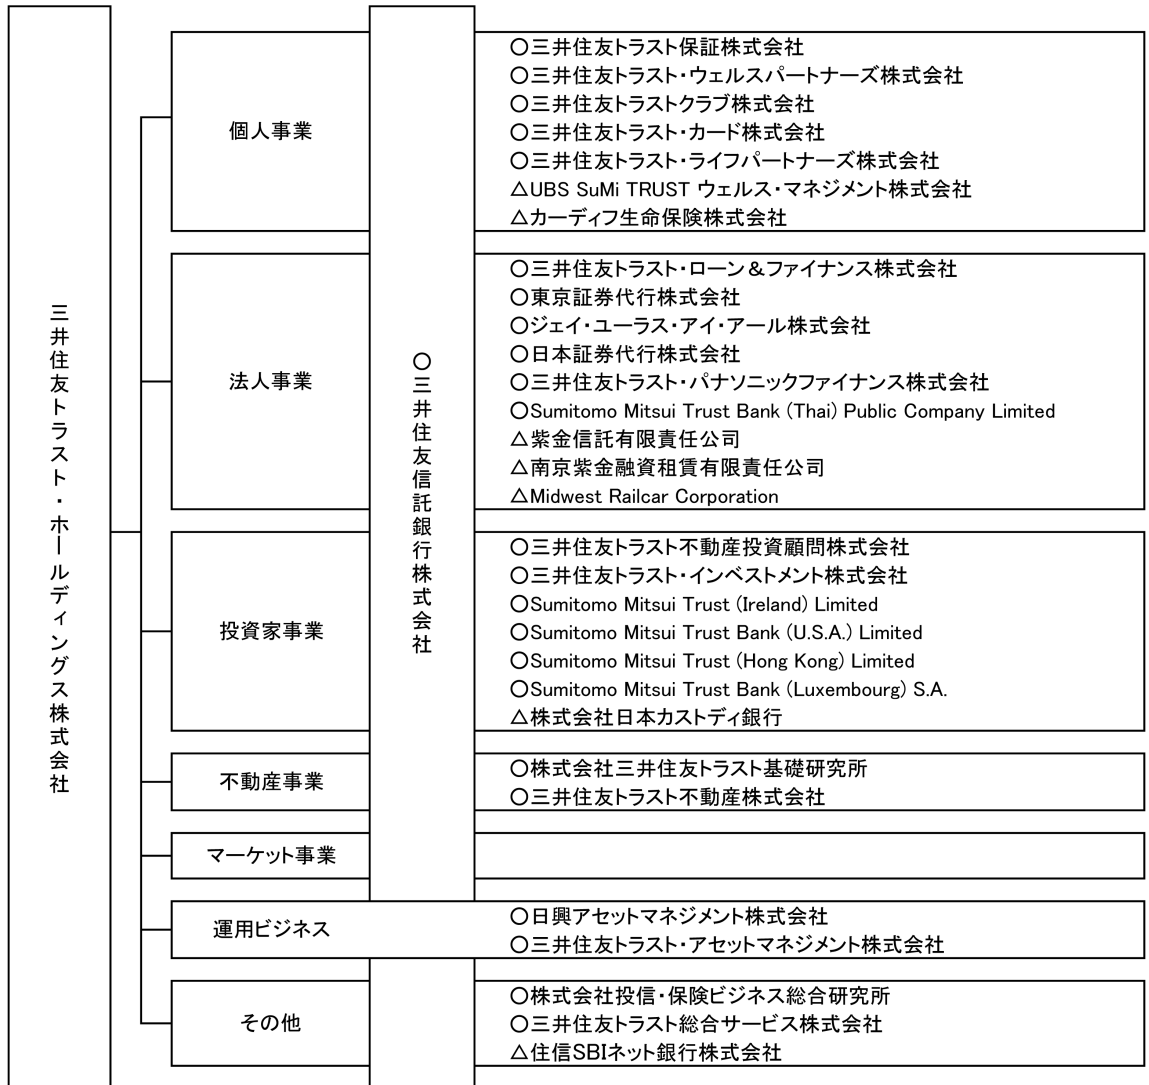 三井住友トラスト・ホールディングス株式会社
個人事業
○三井住友トラスト保証株式会社
○三井住友トラスト・ウェルスパートナーズ株式会社
○三井住友トラストクラブ株式会社
○三井住友トラスト・カード株式会社
○三井住友トラスト・ライフパートナーズ株式会社
△UBS SuMi TRUST ウェルス・マネジメント株式会社
△カーディフ生命保険株式会社
法人事業
○三井住友トラスト・ローン＆ファイナンス株式会社
○東京証券代行株式会社
○ジェイ・ユーラス・アイ・アール株式会社
○日本証券代行株式会社
○三井住友トラスト・パナソニックファイナンス株式会社
○Sumitomo Mitsui Trust Bank (Thai) Public Company Limited
△紫金信託有限責任公司
△南京紫金融資租賃有限責任公司
△Midwest Railcar Corporation
○三井住友信託銀行株式会社
投資家事業
○三井住友トラスト不動産投資顧問株式会社
○三井住友トラスト・インベストメント株式会社
○Sumitomo Mitsui Trust (Ireland) Limited
○Sumitomo Mitsui Trust Bank (U.S.A.) Limited
○Sumitomo Mitsui Trust (Hong Kong) Limited
○Sumitomo Mitsui Trust Bank (Luxembourg) S.A.
△株式会社日本カストディ銀行
不動産事業
○株式会社三井住友トラスト基礎研究所
○三井住友トラスト不動産株式会社
マーケット事業
運用ビジネス
○日興アセットマネジメント株式会社
○三井住友トラスト・アセットマネジメント株式会社
その他
○株式会社投信・保険ビジネス総合研究所
○三井住友トラスト総合サービス株式会社
△住信SBIネット銀行株式会社